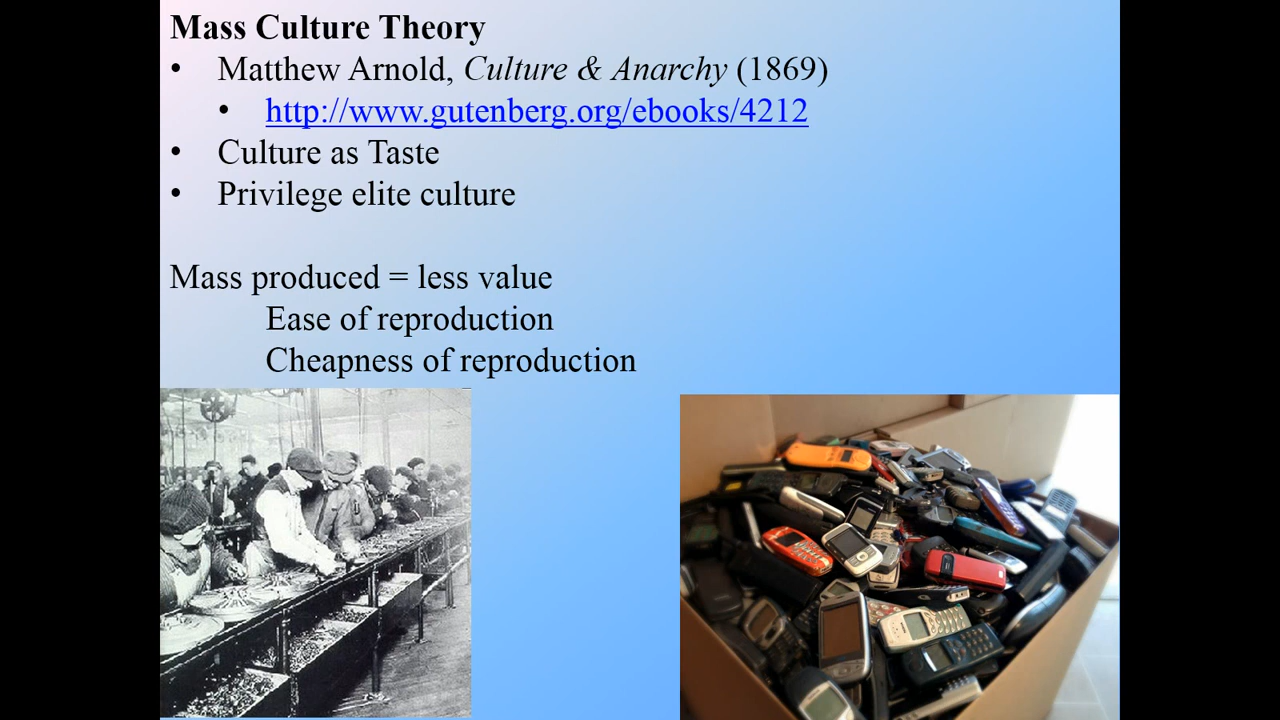 Mass Culture Theory
• Matthew Arnold, Culture & Anarchy (1869)
• http://www.gutenberg.org/ebooks/4212
• Culture as Taste
• Privilege elite culture
Mass produced = less value
Ease of reproduction
Cheapness of reproduction